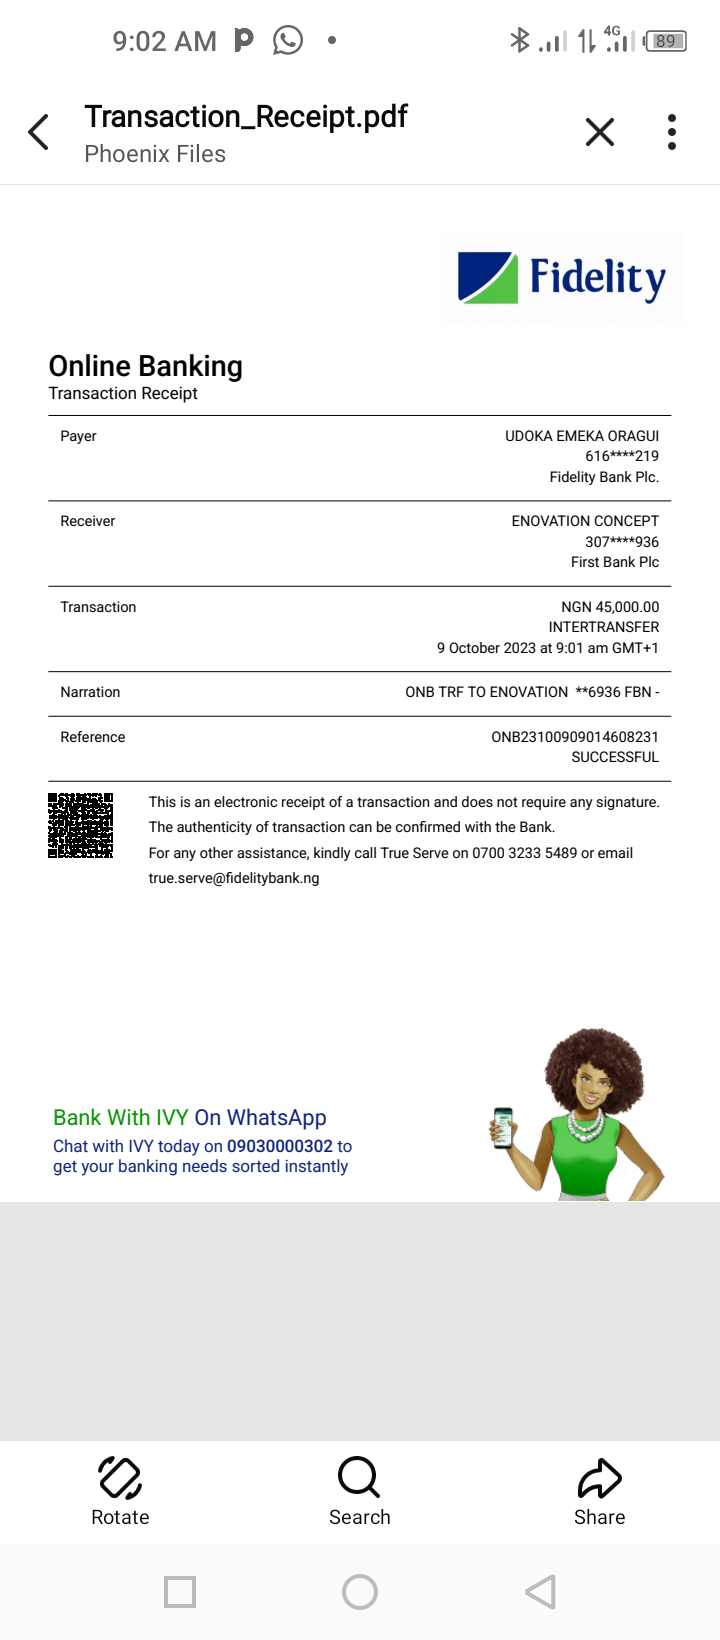 9:02 AM
4G
89
Transaction_Receipt.pdf
Phoenix Files
Fidelity
Online Banking
Transaction Receipt
Payer
UDOKA EMEKA ORAGUI
616****219
Fidelity Bank Plc.
Receiver
ENOVATION CONCEPT
307****936
First Bank Plc
Transaction
NGN 45,000.00
INTERTRANSFER
9 October 2023 at 9:01 am GMT+1
Narration
ONB TRF TO ENOVATION  **6936 FBN -
Reference
ONB23100909014608231
SUCCESSFUL
This is an electronic receipt of a transaction and does not require any signature.
The authenticity of transaction can be confirmed with the Bank.
For any other assistance, kindly call True Serve on 0700 3233 5489 or email
true.serve@fidelitybank.ng
Bank With IVY On WhatsApp
Chat with IVY today on 09030000302 to
get your banking needs sorted instantly
Rotate
Search
Share